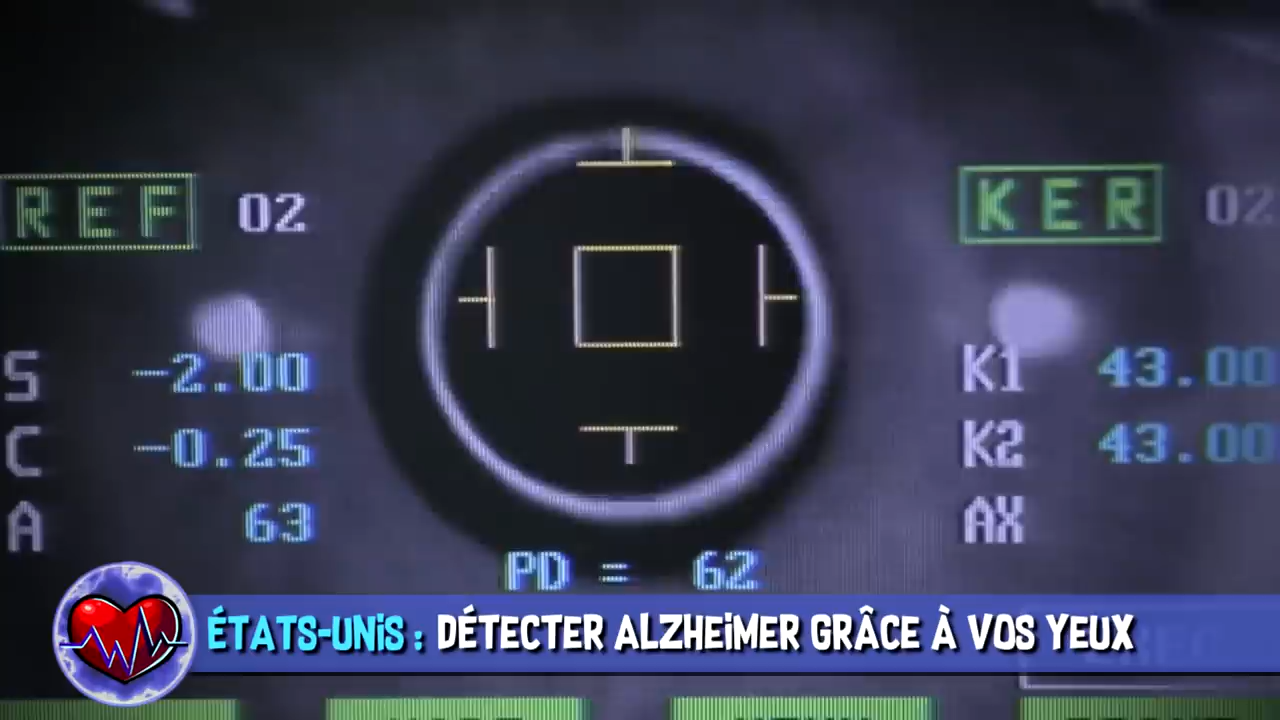 REF 02
KER 02
S -2.00
K1 43.00
C -0.25
K2 43.00
A 63
AX
PD = 62
ÉTATS-UNiS : DÉTECTER ALZHEiMER GRÂCE À VOS YEUX